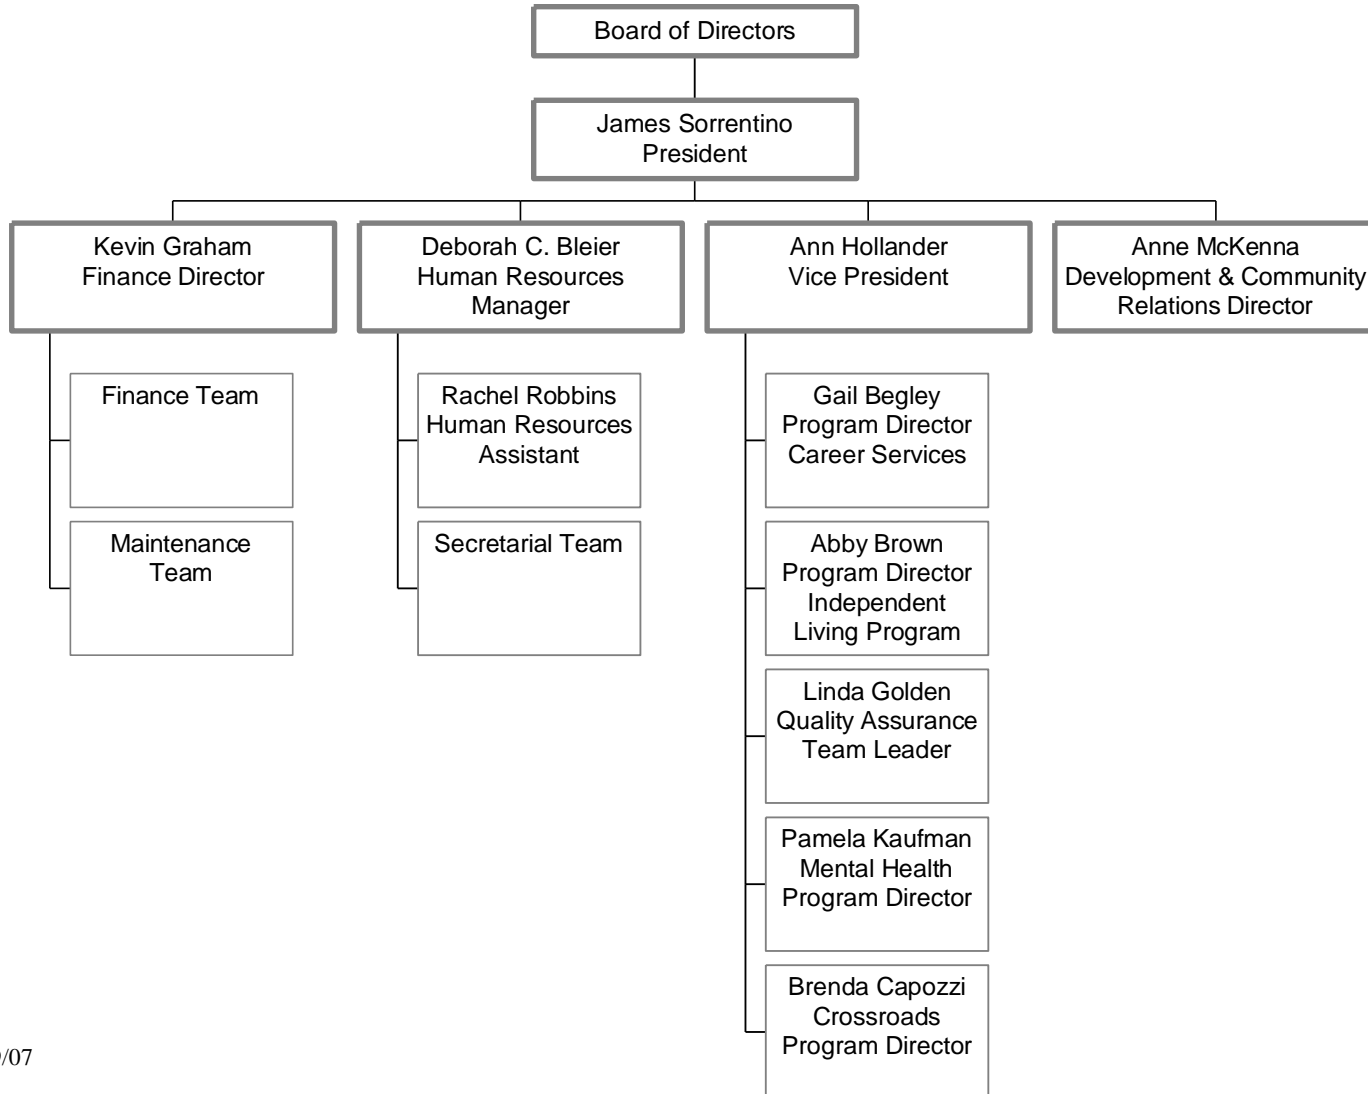 Board of Directors
James Sorrentino
President
Kevin Graham
Finance Director
Deborah C. Bleier
Human Resources
Manager
Ann Hollander
Vice President
Anne McKenna
Development & Community
Relations Director
Finance Team
Maintenance
Team
Rachel Robbins
Human Resources
Assistant
Secretarial Team
Gail Begley
Program Director
Career Services
Abby Brown
Program Director
Independent
Living Program
Linda Golden
Quality Assurance
Team Leader
Pamela Kaufman
Mental Health
Program Director
Brenda Capozzi
Crossroads
Program Director
/07